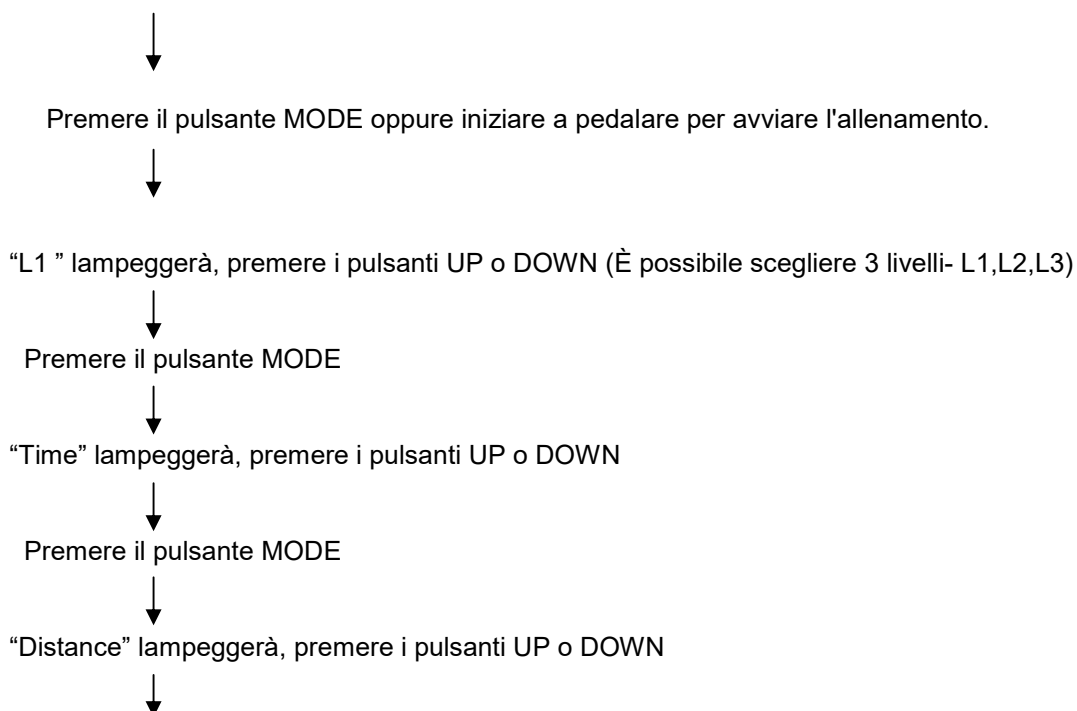 Premere il pulsante MODE oppure iniziare a pedalare per avviare l'allenamento.
“L1 ” lampeggerà, premere i pulsanti UP o DOWN (È possibile scegliere 3 livelli- L1,L2,L3)
Premere il pulsante MODE
“Time” lampeggerà, premere i pulsanti UP o DOWN
Premere il pulsante MODE
“Distance” lampeggerà, premere i pulsanti UP o DOWN